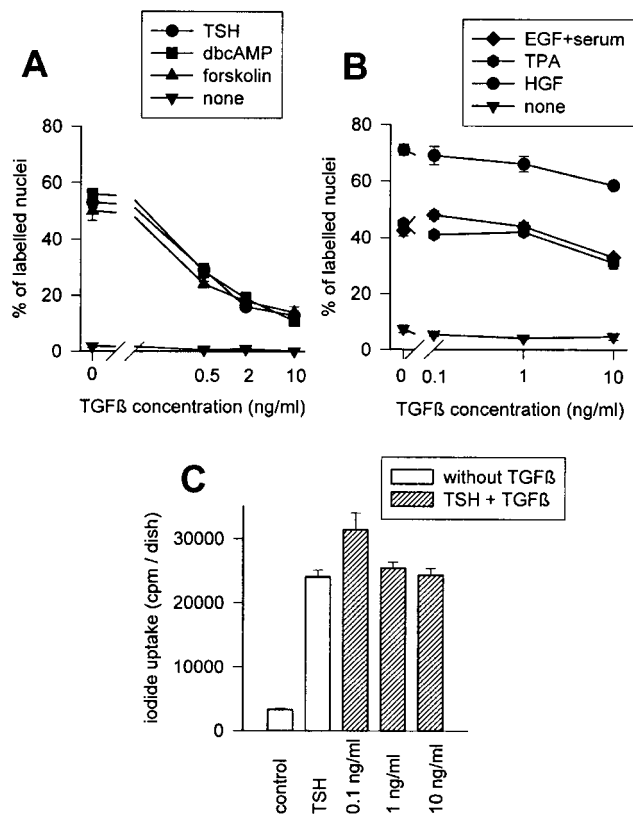 A
TSH
dbcAMP
forskolin
none
% of labelled nuclei
80
60
40
20
0
0
0.5
2
10
TGFß concentration (ng/ml)
B
EGF+serum
TPA
HGF
none
% of labelled nuclei
80
60
40
20
0
0
0.1
1
10
TGFß concentration (ng/ml)
C
without TGFß
TSH + TGFß
iodide uptake (cpm / dish)
30000
20000
10000
0
control
TSH
0.1 ng/ml
1 ng/ml
10 ng/ml